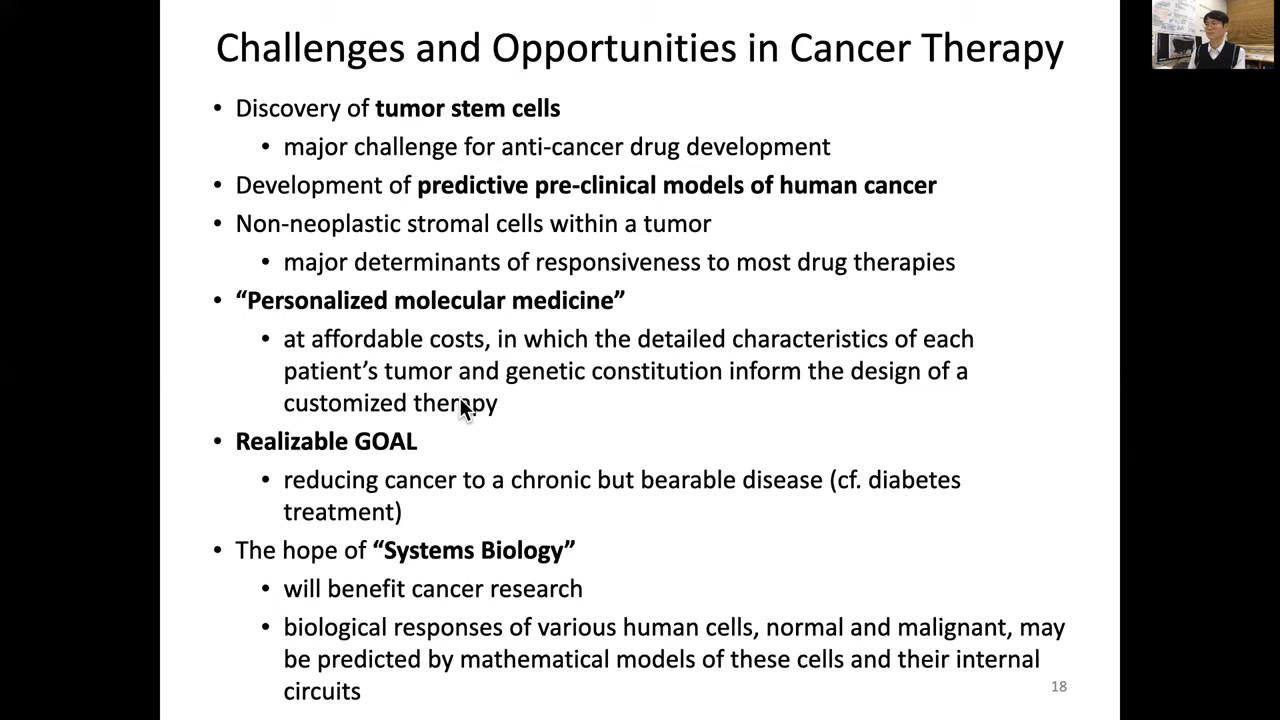 Challenges and Opportunities in Cancer Therapy
• Discovery of tumor stem cells
• major challenge for anti-cancer drug development
• Development of predictive pre-clinical models of human cancer
• Non-neoplastic stromal cells within a tumor
• major determinants of responsiveness to most drug therapies
• “Personalized molecular medicine”
• at affordable costs, in which the detailed characteristics of each
patient’s tumor and genetic constitution inform the design of a
customized therapy
• Realizable GOAL
• reducing cancer to a chronic but bearable disease (cf. diabetes
treatment)
• The hope of “Systems Biology”
• will benefit cancer research
• biological responses of various human cells, normal and malignant, may
be predicted by mathematical models of these cells and their internal
circuits
18